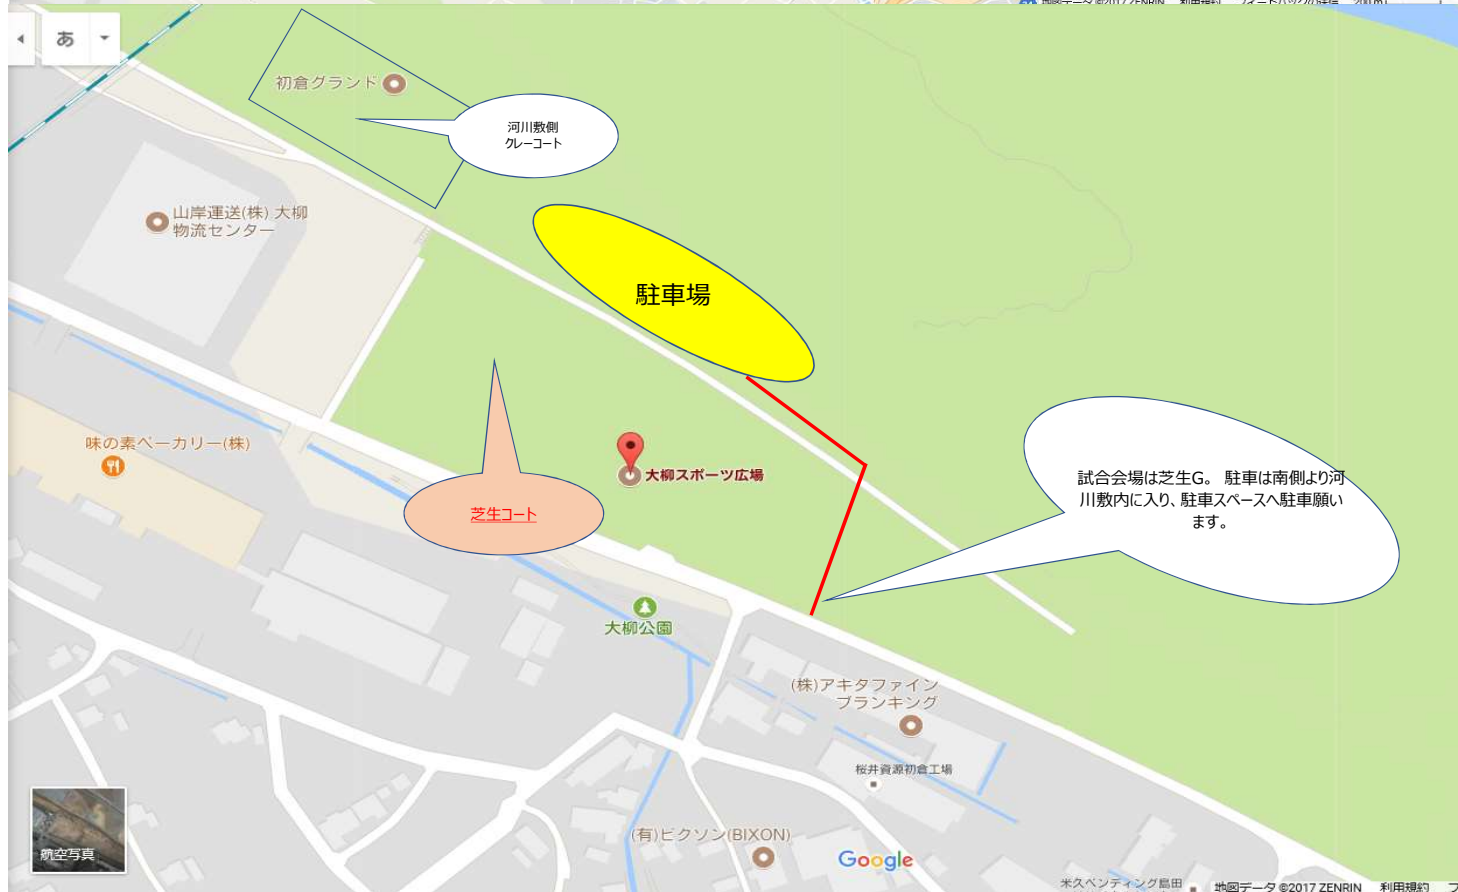 あ
初倉グランド
河川敷側
クレーコート
山岸運送(株) 大柳
物流センター
駐車場
味の素ベーカリー(株)
大柳スポーツ広場
芝生コート
試合会場は芝生G。 駐車は南側より河
川敷内に入り、駐車スペースへ駐車願い
ます。
大柳公園
(株)アキタファイン
ブランキング
桜井資源初倉工場
(有)ビクソン(BIXON)
航空写真
Google
米久ベンディング島田
地図データ ©2017 ZENRIN 利用規約